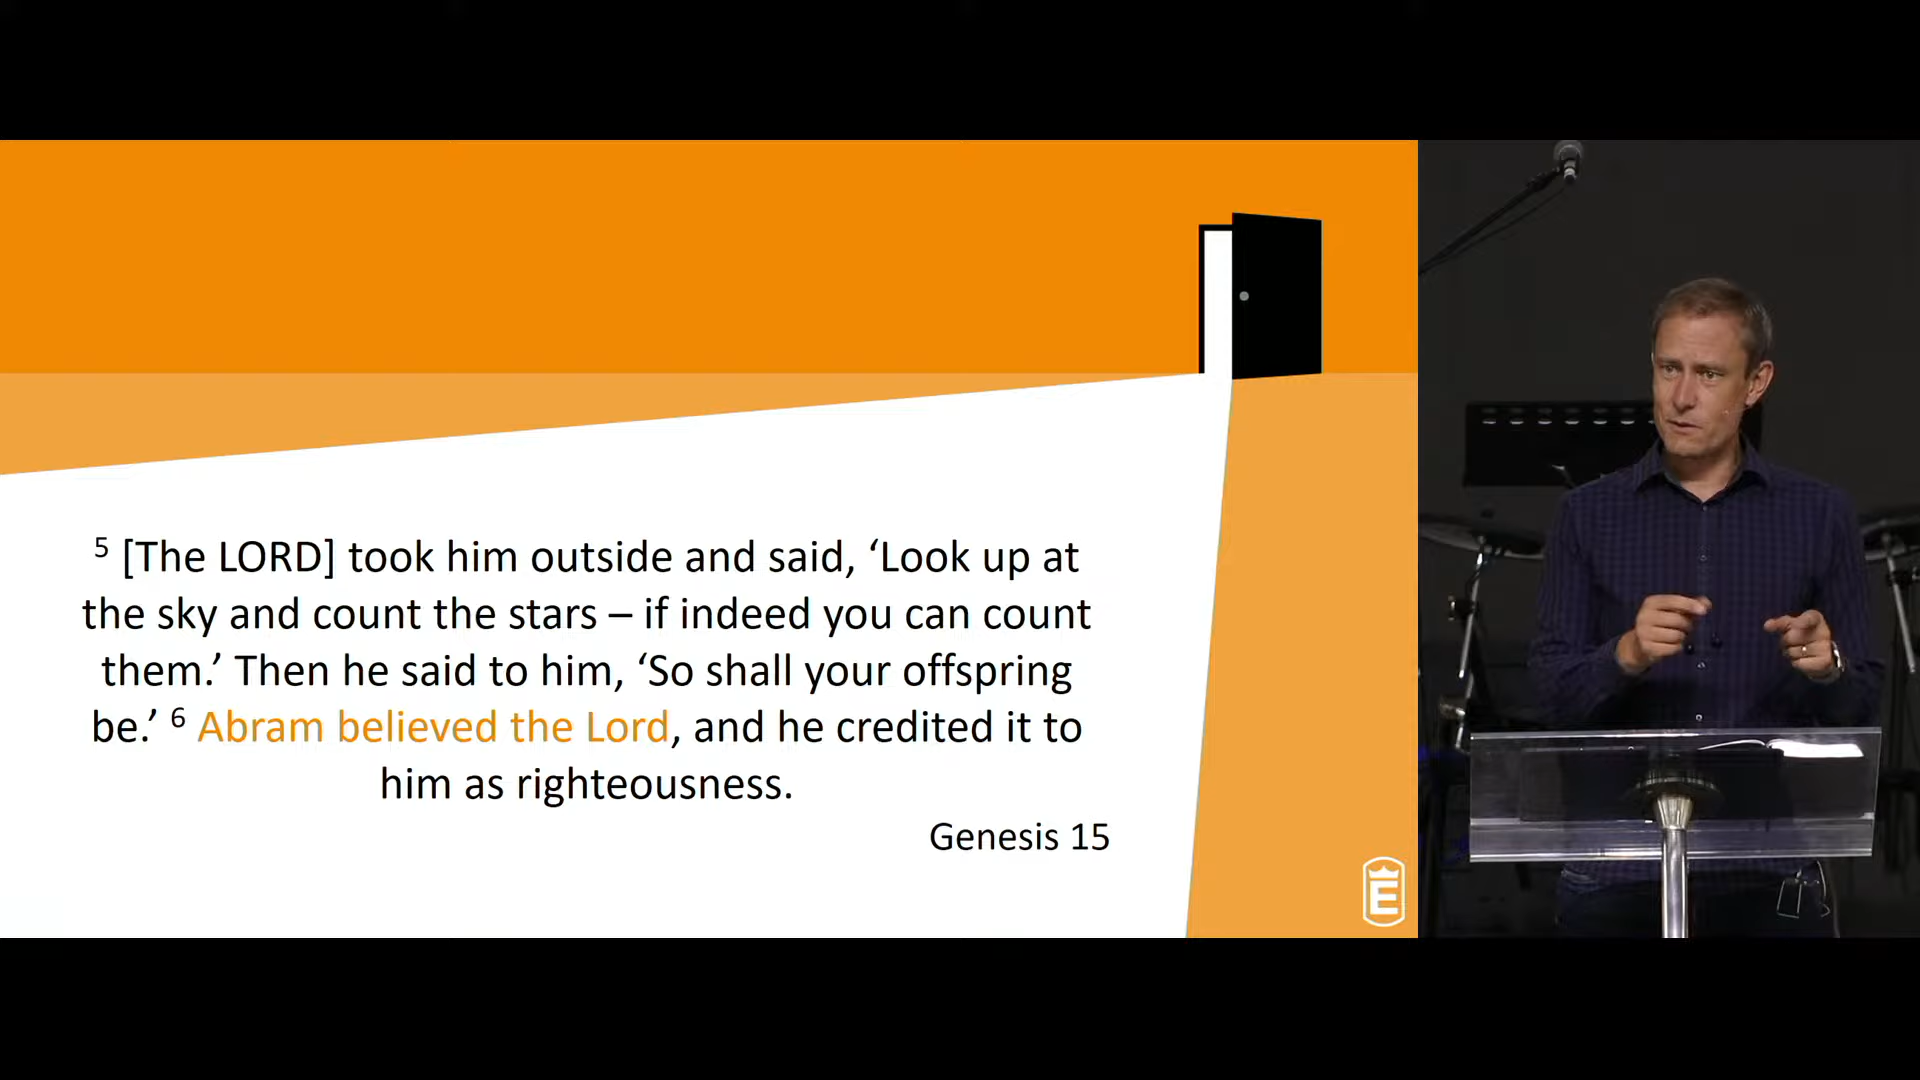 ⁵ [The LORD] took him outside and said, ‘Look up at
the sky and count the stars – if indeed you can count
them.’ Then he said to him, ‘So shall your offspring
be.’ ⁶ Abram believed the Lord, and he credited it to
him as righteousness.
Genesis 15
E